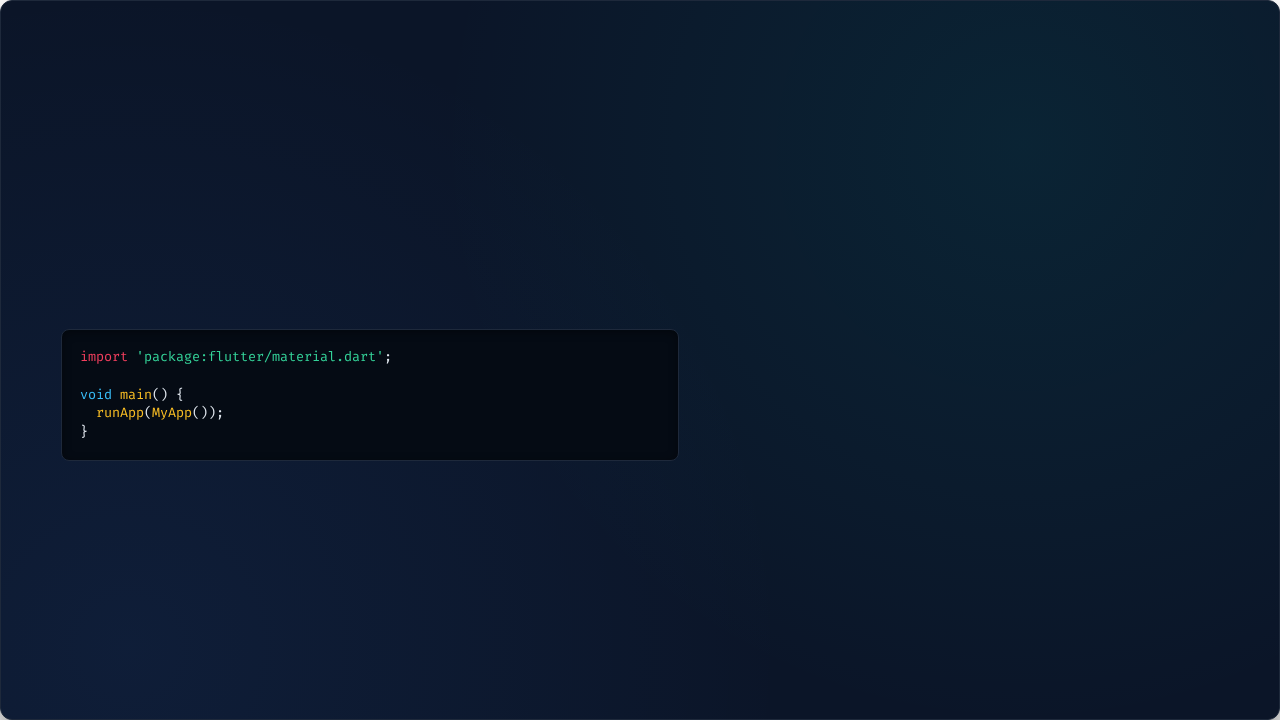 import 'package:flutter/material.dart';

void main() {
  runApp(MyApp());
}